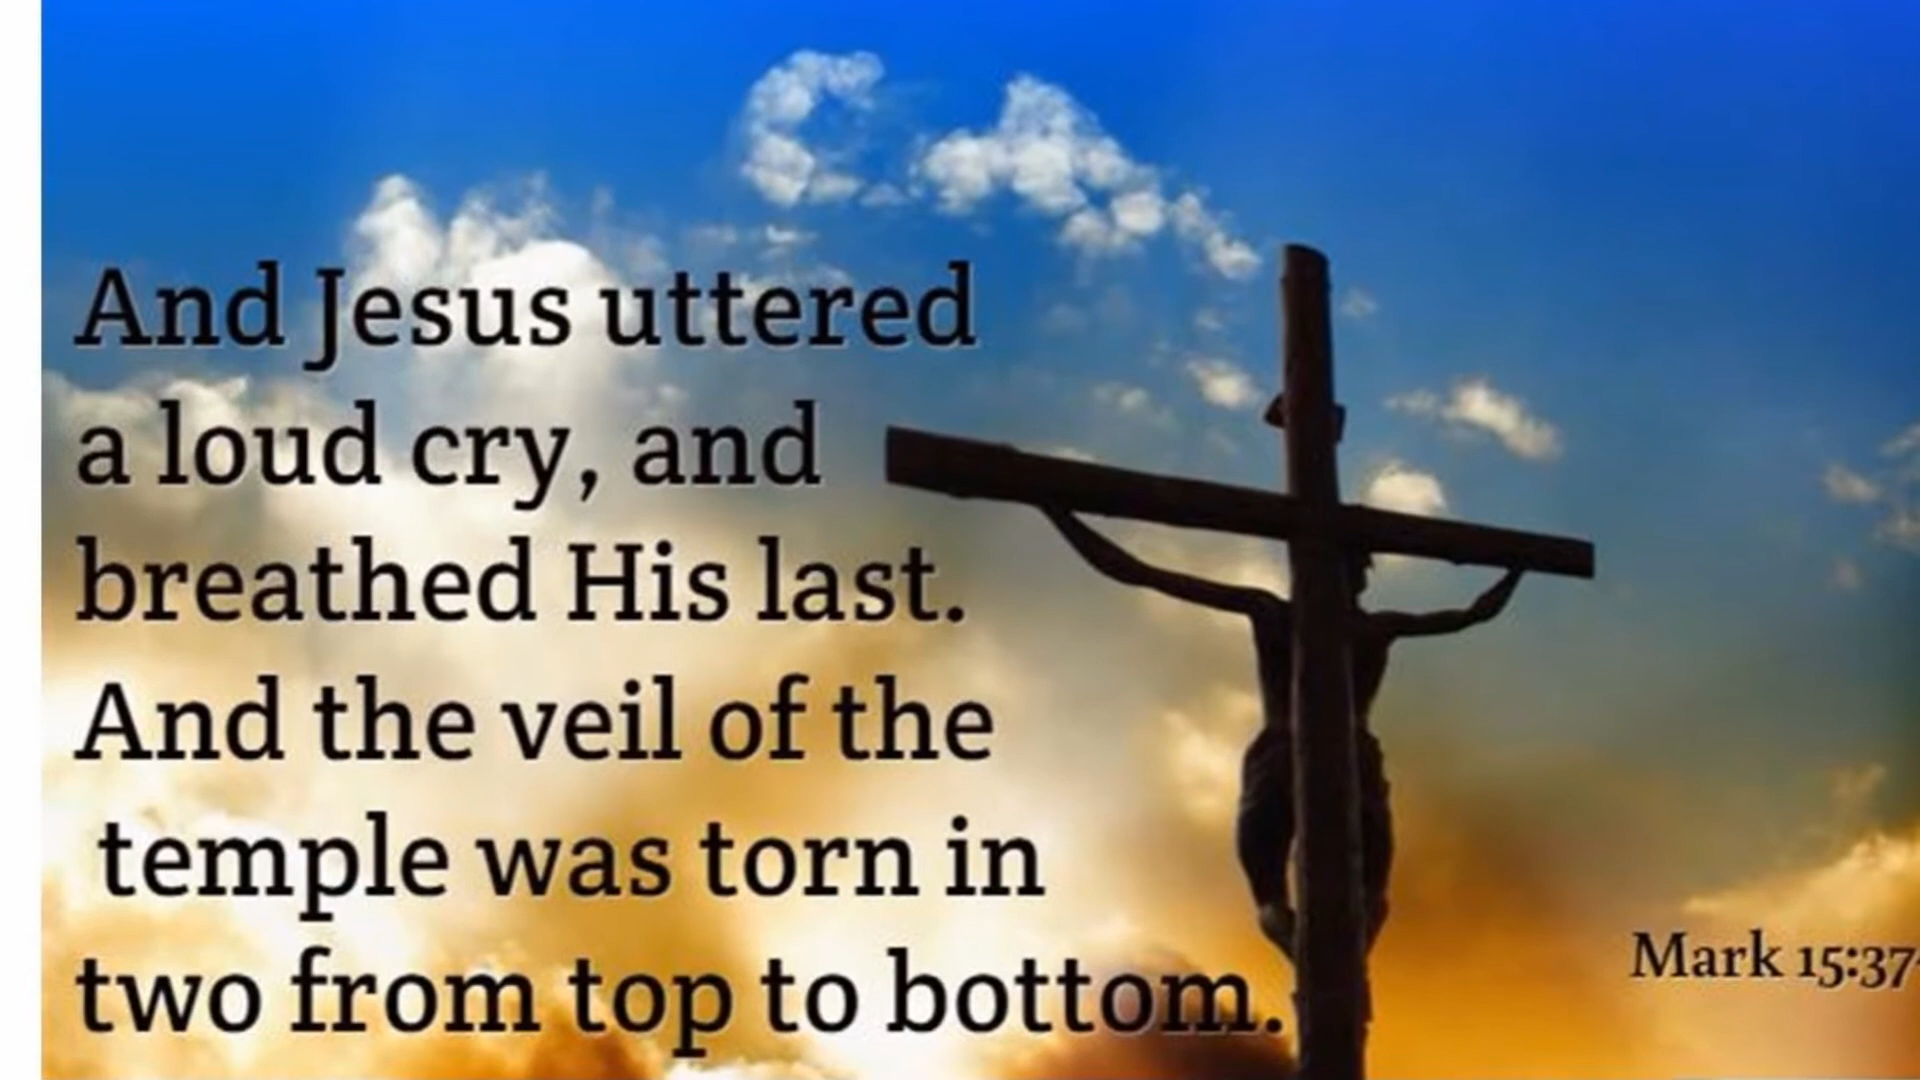 And Jesus uttered
a loud cry, and
breathed His last.
And the veil of the
temple was torn in
two from top to bottom.
Mark 15:37-